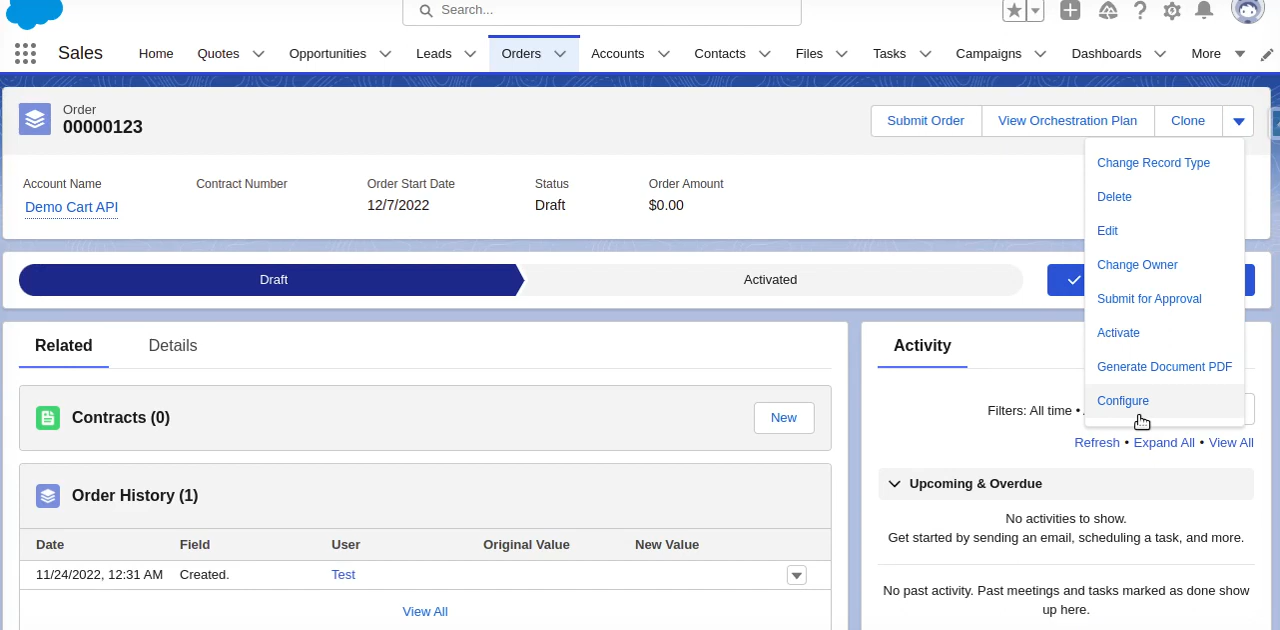 Search...
Sales
Home
Quotes
Opportunities
Leads
Orders
Accounts
Contacts
Files
Tasks
Campaigns
Dashboards
More
Order
00000123
Submit Order
View Orchestration Plan
Clone
Change Record Type
Delete
Edit
Change Owner
Submit for Approval
Activate
Generate Document PDF
Configure
Account Name
Demo Cart API
Contract Number
Order Start Date
12/7/2022
Status
Draft
Order Amount
$0.00
Draft
Activated
Related
Details
Contracts (0)
New
Order History (1)
Date Field User Original Value New Value
11/24/2022, 12:31 AM Created. Test
View All
Activity
Filters: All time •
Refresh • Expand All • View All
Upcoming & Overdue
No activities to show.
Get started by sending an email, scheduling a task, and more.
No past activity. Past meetings and tasks marked as done show
up here.